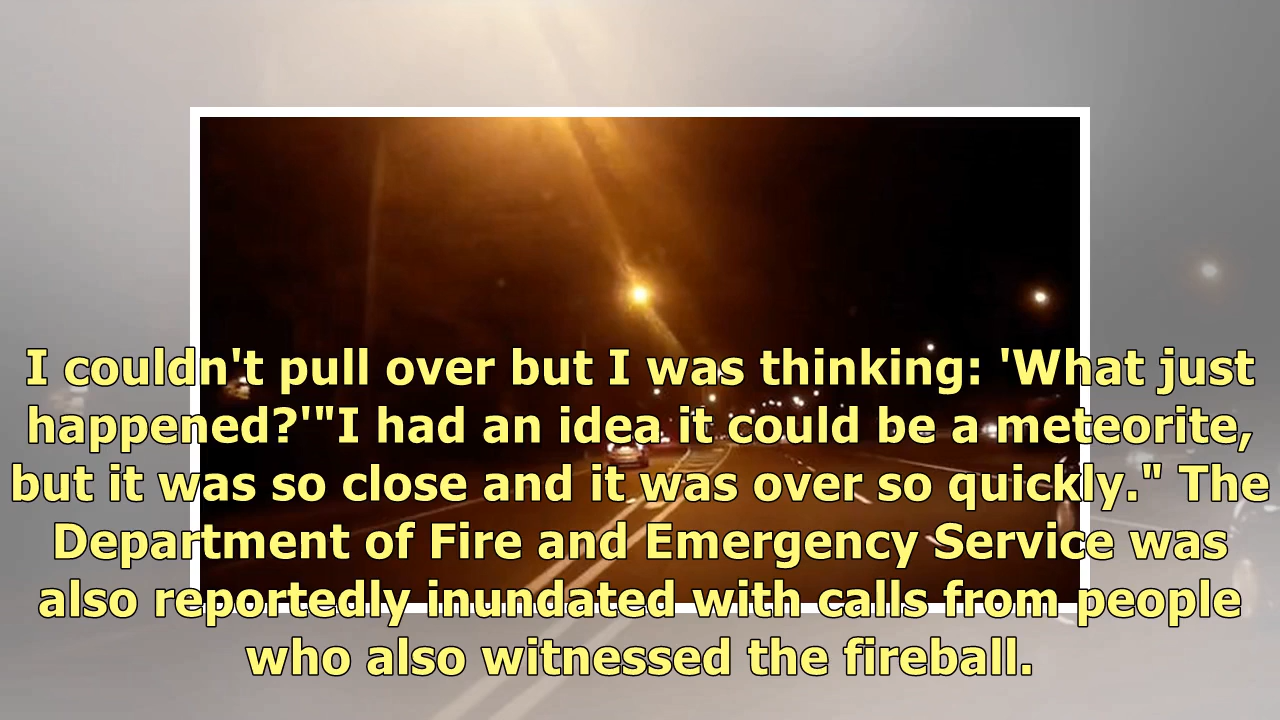 I couldn't pull over but I was thinking: 'What just
happened?'"I had an idea it could be a meteorite,
but it was so close and it was over so quickly." The
Department of Fire and Emergency Service was
also reportedly inundated with calls from people
who also witnessed the fireball.